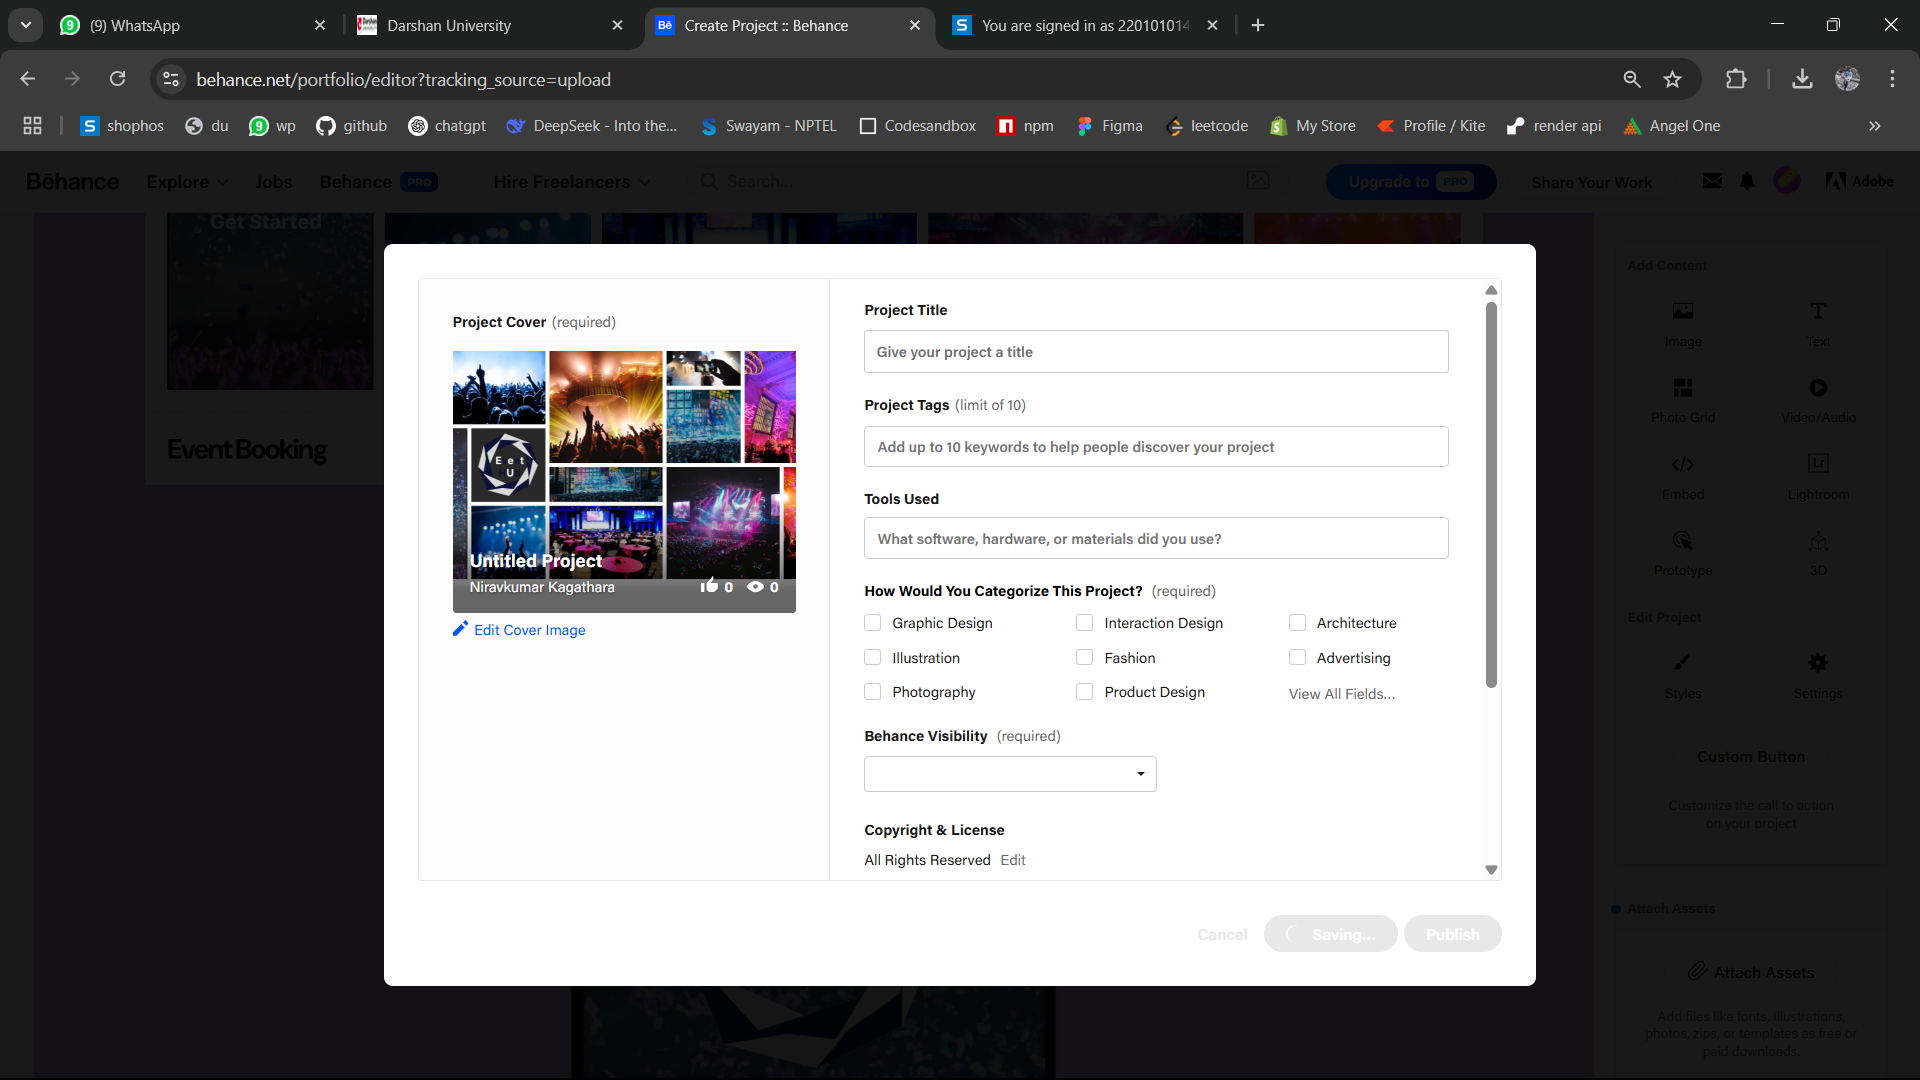 (9) WhatsApp
Darshan University
Bē
Create Project :: Behance
S
You are signed in as 220101014
behance.net/portfolio/editor?tracking_source=upload
shophos
du
9 wp
github
chatgpt
DeepSeek - Into the...
Swayam - NPTEL
Codesandbox
npm
Figma
leetcode
My Store
Profile / Kite
render api
Angel One
Bēhance
Explore
Jobs
Behance PRO
Hire Freelancers
Search...
Upgrade to PRO
Share Your Work
Adobe
Get Started
Event Booking
Project Cover (required)
E e t
U
Untitled Project
Niravkumar Kagathara
0
0
Edit Cover Image
Project Title
Give your project a title
Project Tags (limit of 10)
Add up to 10 keywords to help people discover your project
Tools Used
What software, hardware, or materials did you use?
How Would You Categorize This Project? (required)
Graphic Design
Interaction Design
Architecture
Illustration
Fashion
Advertising
Photography
Product Design
View All Fields...
Behance Visibility (required)
Copyright & License
All Rights Reserved Edit
Cancel
Saving...
Publish
Add Content
Image
Text
Photo Grid
Video/Audio
Embed
Lr
Lightroom
Prototype
3D
Edit Project
Styles
Settings
Custom Button
Customize the call to action
on your project
Attach Assets
Attach Assets
Add files like fonts, illustrations,
photos, zips, or templates as free or
paid downloads.